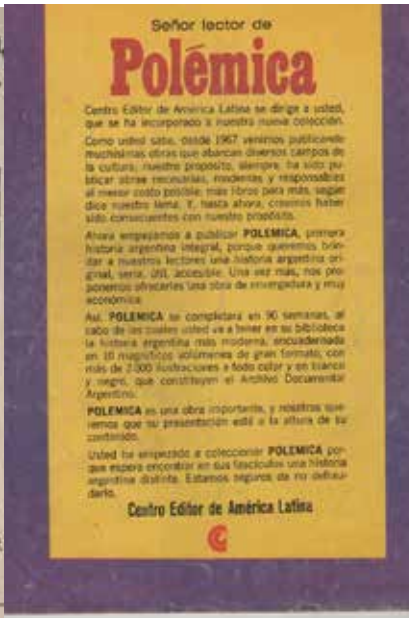 Señor lector de
Polémica
Centro Editor de América Latina se dirige a usted,
que se ha incorporado a nuestra nueva colección.
Como usted sabe, desde 1967 venimos publicando
muchísimas obras que abarcan diversos campos de
la cultura; nuestro propósito, siempre, ha sido pu-
blicar obras necesarias, modernas y responsables
al menor costo posible: más libros para más, según
dice nuestro lema. Y, hasta ahora, creemos haber
sido consecuentes con nuestro propósito.
Ahora empezamos a publicar POLEMICA, primera
historia argentina integral, porque queremos brin-
dar a nuestros lectores una historia argentina ori-
ginal, seria, útil, accesible. Una vez más, nos pro-
ponemos ofrecerles una obra de envergadura y muy
económica.
Así, POLEMICA se completará en 90 semanas, al
cabo de las cuales usted va a tener en su biblioteca
la historia argentina más moderna, encuadernada
en 10 magníficos volúmenes de gran formato, con
más de 2.000 ilustraciones a todo color y en blanco
y negro, que constituyen el Archivo Documental
Argentino.
POLEMICA es una obra importante, y nosotros que-
remos que su presentación esté a la altura de su
contenido.
Usted ha empezado a coleccionar POLEMICA por-
que espera encontrar en sus fascículos una historia
argentina distinta. Estamos seguros de no defrau-
darlo.
Centro Editor de América Latina